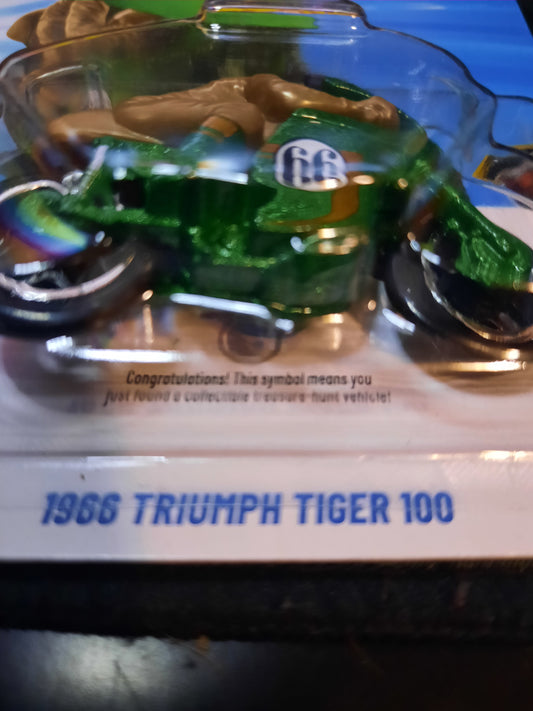 66
Congratulations! This symbol means you
just found a collectible treasure-hunt vehicle!
1966 TRIUMPH TIGER 100